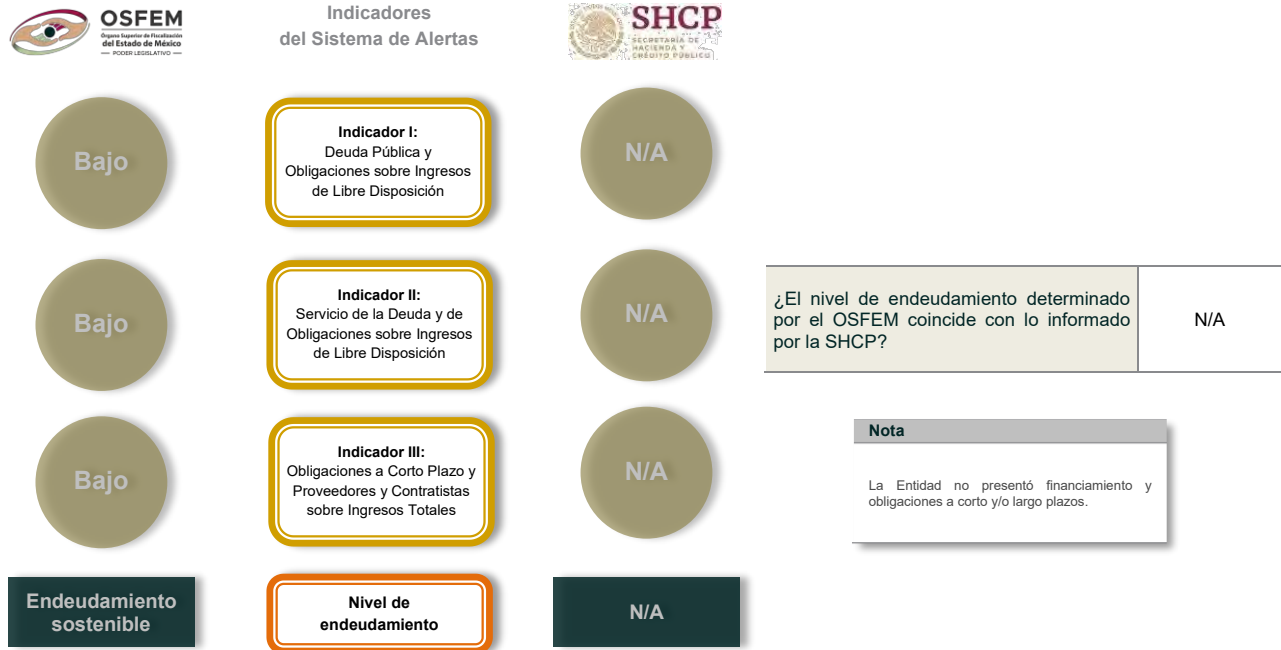 OSFEM
Órgano Superior de Fiscalización
del Estado de México
PODER LEGISLATIVO
Indicadores
del Sistema de Alertas
SHCP
SECRETARÍA DE
HACIENDA Y
CRÉDITO PÚBLICO
Bajo
Indicador I:
Deuda Pública y
Obligaciones sobre Ingresos
de Libre Disposición
N/A
Bajo
Indicador II:
Servicio de la Deuda y de
Obligaciones sobre Ingresos
de Libre Disposición
N/A
¿El nivel de endeudamiento determinado
por el OSFEM coincide con lo informado
por la SHCP?
N/A
Bajo
Indicador III:
Obligaciones a Corto Plazo y
Proveedores y Contratistas
sobre Ingresos Totales
N/A
Nota
La Entidad no presentó financiamiento y
obligaciones a corto y/o largo plazos.
Endeudamiento
sostenible
Nivel de
endeudamiento
N/A